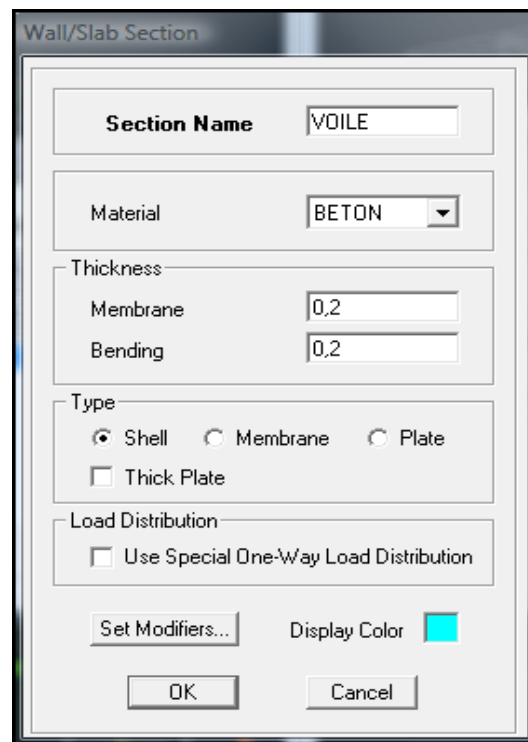 Wall/Slab Section
Section Name VOILE
Material BETON
Thickness
Membrane 0,2
Bending 0,2
Type
Shell Membrane Plate
Thick Plate
Load Distribution
Use Special One-Way Load Distribution
Set Modifiers... Display Color
OK Cancel